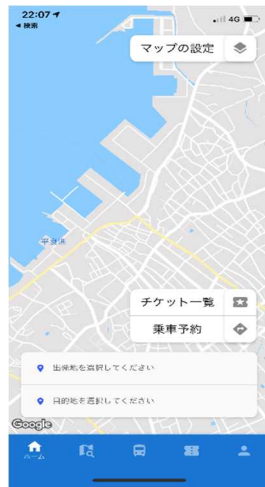 22:07
4G
◀ 検索
マップの設定
チケット一覧
乗車予約
出発地を選択してください
目的地を選択してください
Google
ホーム